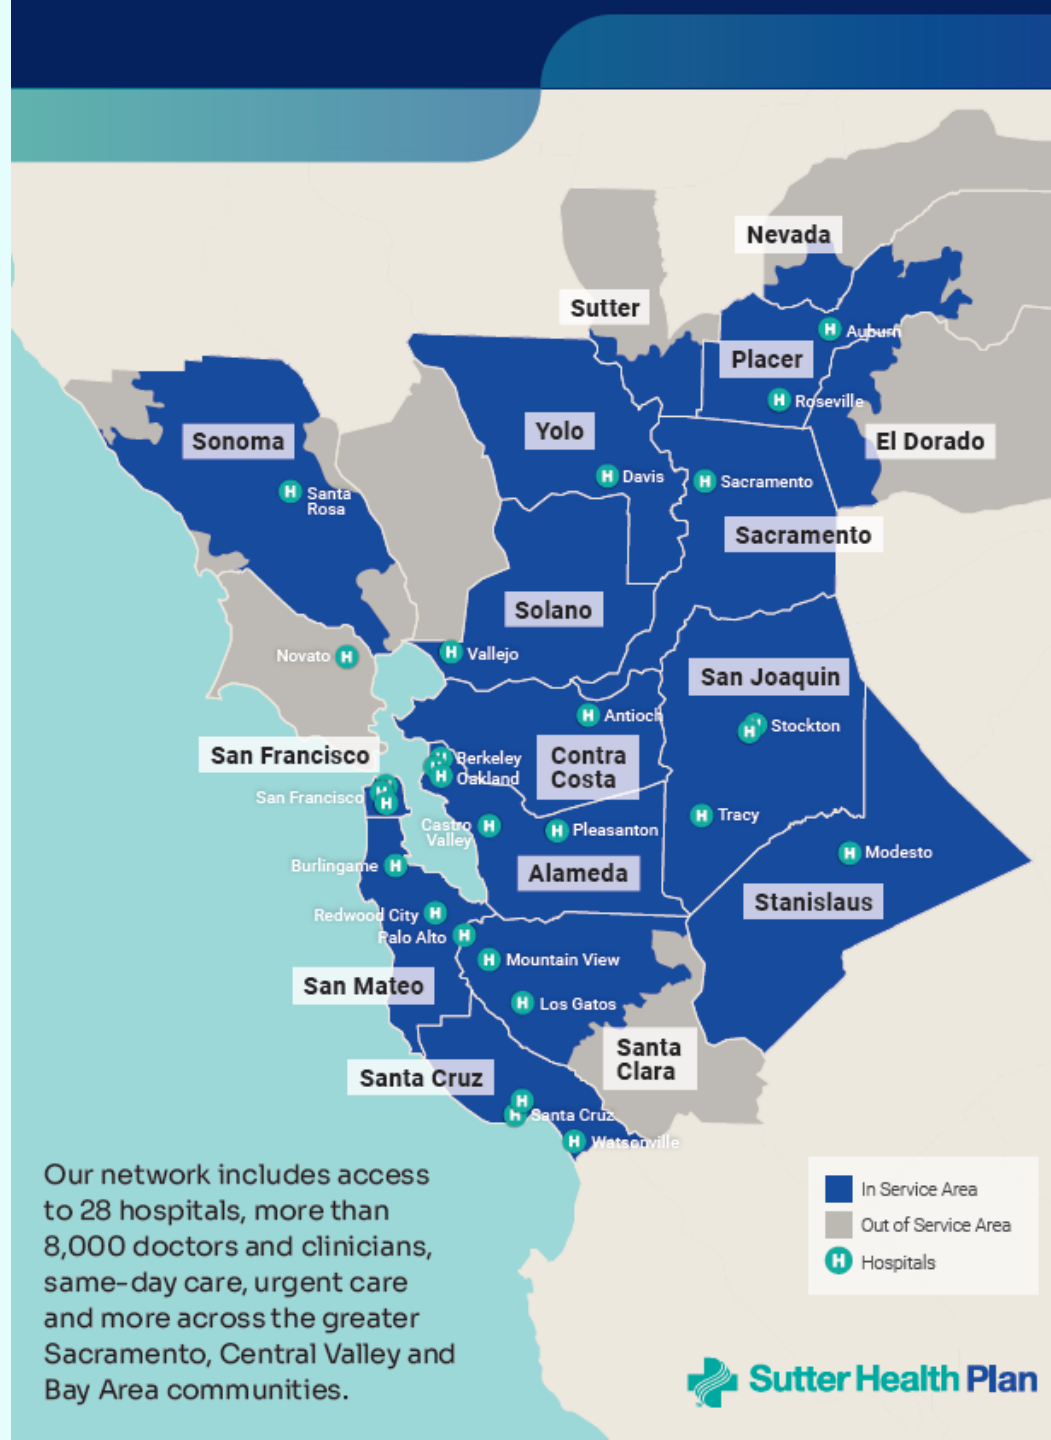 Nevada
Sutter
H Auburn
Placer
H Roseville
Sonoma
Yolo
El Dorado
H Davis
H Sacramento
H Santa
Rosa
Sacramento
Solano
Novato H
H Vallejo
San Joaquin
H Antioch
H Stockton
San Francisco
Contra
Costa
H Berkeley
H Oakland
San Francisco H
H Tracy
Castro
Valley H
H Pleasanton
H Modesto
Burlingame H
Alameda
Stanislaus
Redwood City H
Palo Alto H
H Mountain View
San Mateo
H Los Gatos
Santa
Clara
Santa Cruz
H
H Santa Cruz
H Watsonville
Our network includes access
to 28 hospitals, more than
8,000 doctors and clinicians,
same-day care, urgent care
and more across the greater
Sacramento, Central Valley and
Bay Area communities.
In Service Area
Out of Service Area
H Hospitals
Sutter Health Plan